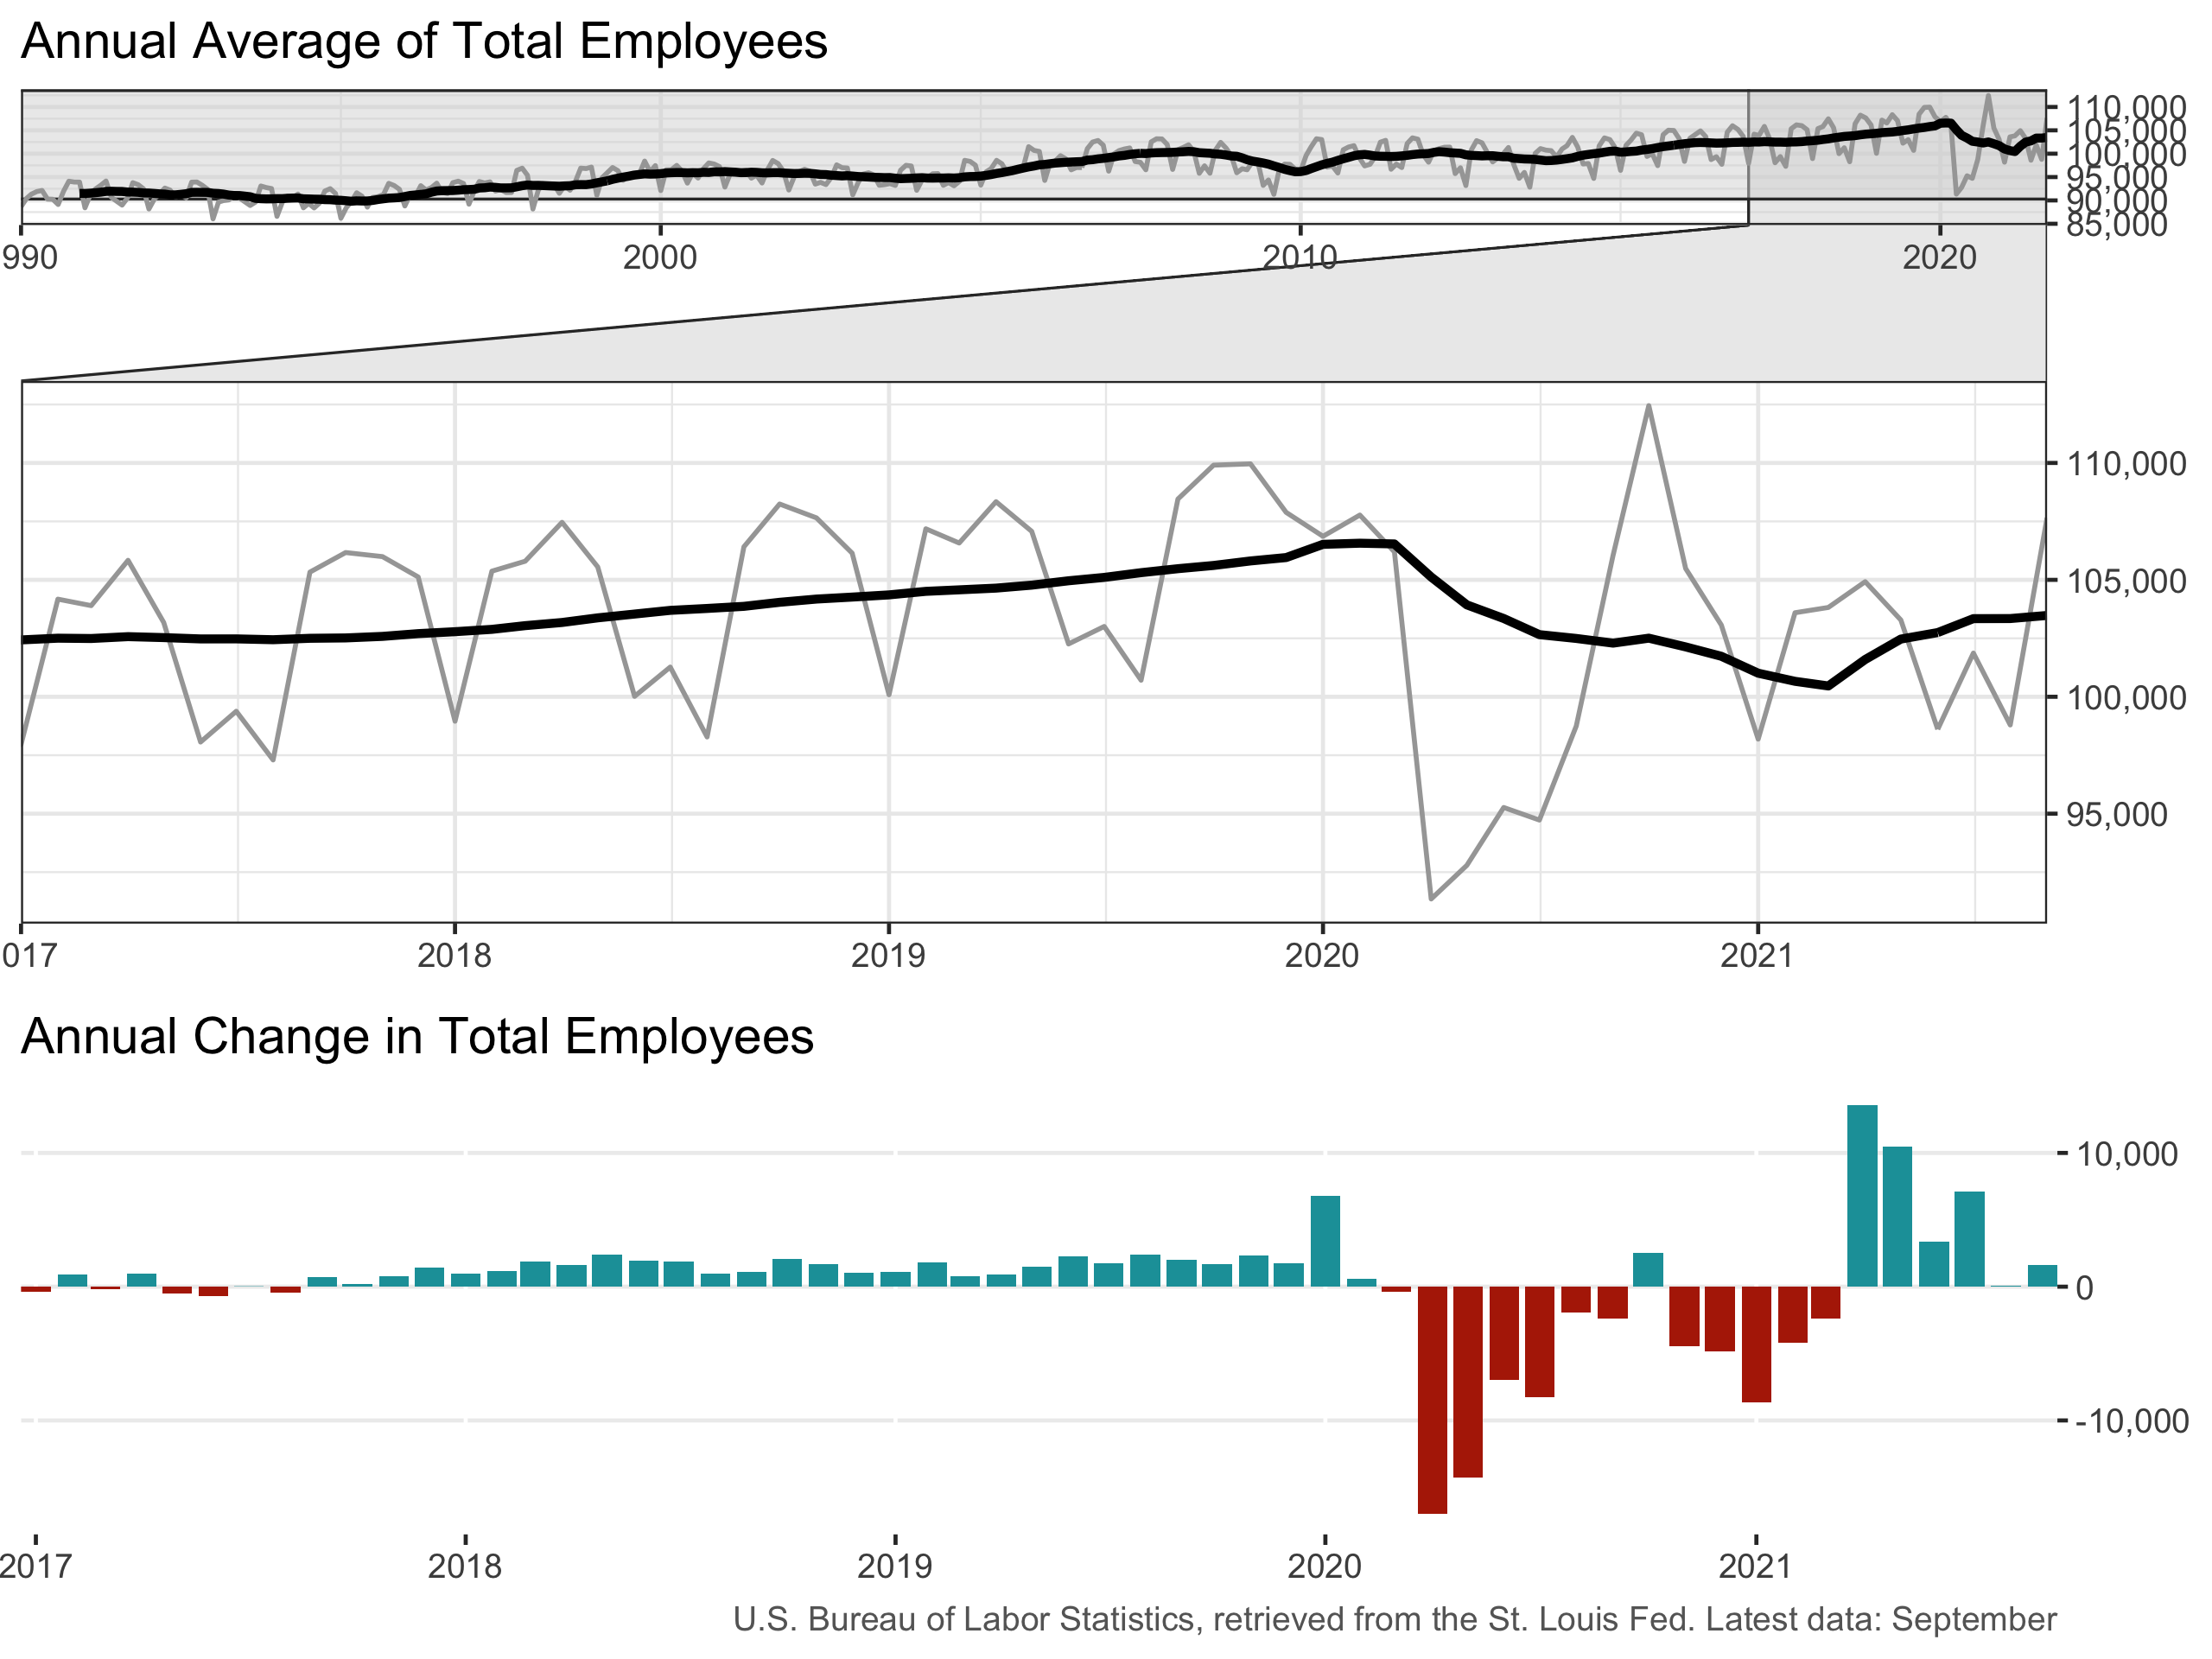 Annual Average of Total Employees
110,000
105,000
100,000
95,000
90,000
85,000
990 2000 2010 2020
110,000
105,000
100,000
95,000
017 2018 2019 2020 2021
Annual Change in Total Employees
10,000
0
-10,000
2017 2018 2019 2020 2021
U.S. Bureau of Labor Statistics, retrieved from the St. Louis Fed. Latest data: September